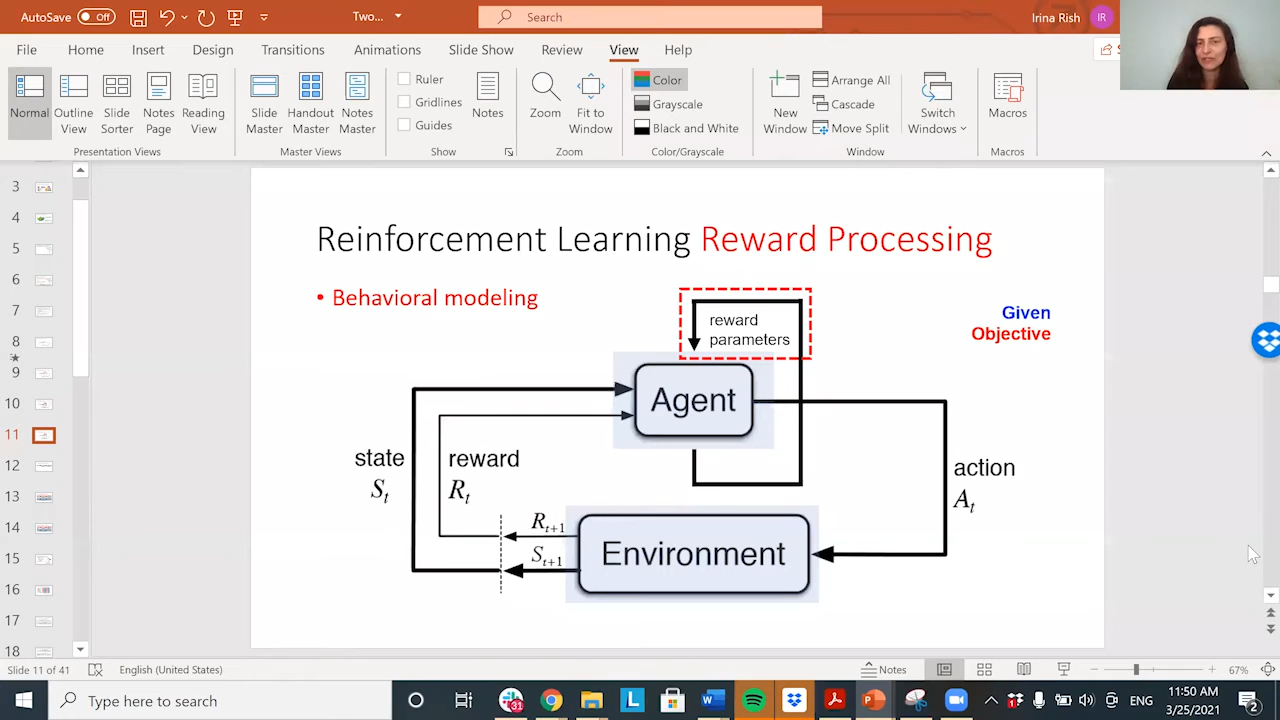 AutoSave Off Two... Search Irina Rish IR
File Home Insert Design Transitions Animations Slide Show Review View Help
Normal Outline View Slide Sorter Notes Page Reading View
Presentation Views
Slide Master Handout Master Notes Master
Master Views
Ruler
Gridlines
Guides
Notes
Show
Zoom Fit to Window
Zoom
Color
Grayscale
Black and White
Color/Grayscale
New Window
Arrange All
Cascade
Move Split
Switch Windows
Window
Macros
Macros
3
4
5
6
7
8
9
10
11
12
13
14
15
16
17
18
Reinforcement Learning Reward Processing
• Behavioral modeling
Given
Objective
reward
parameters
Agent
state
S_t
reward
R_t
action
A_t
R_{t+1}
S_{t+1}
Environment
Slide 11 of 41 English (United States) Notes 67%
Type here to search 31 L W ENG 11:50 AM
3/25/2021 2